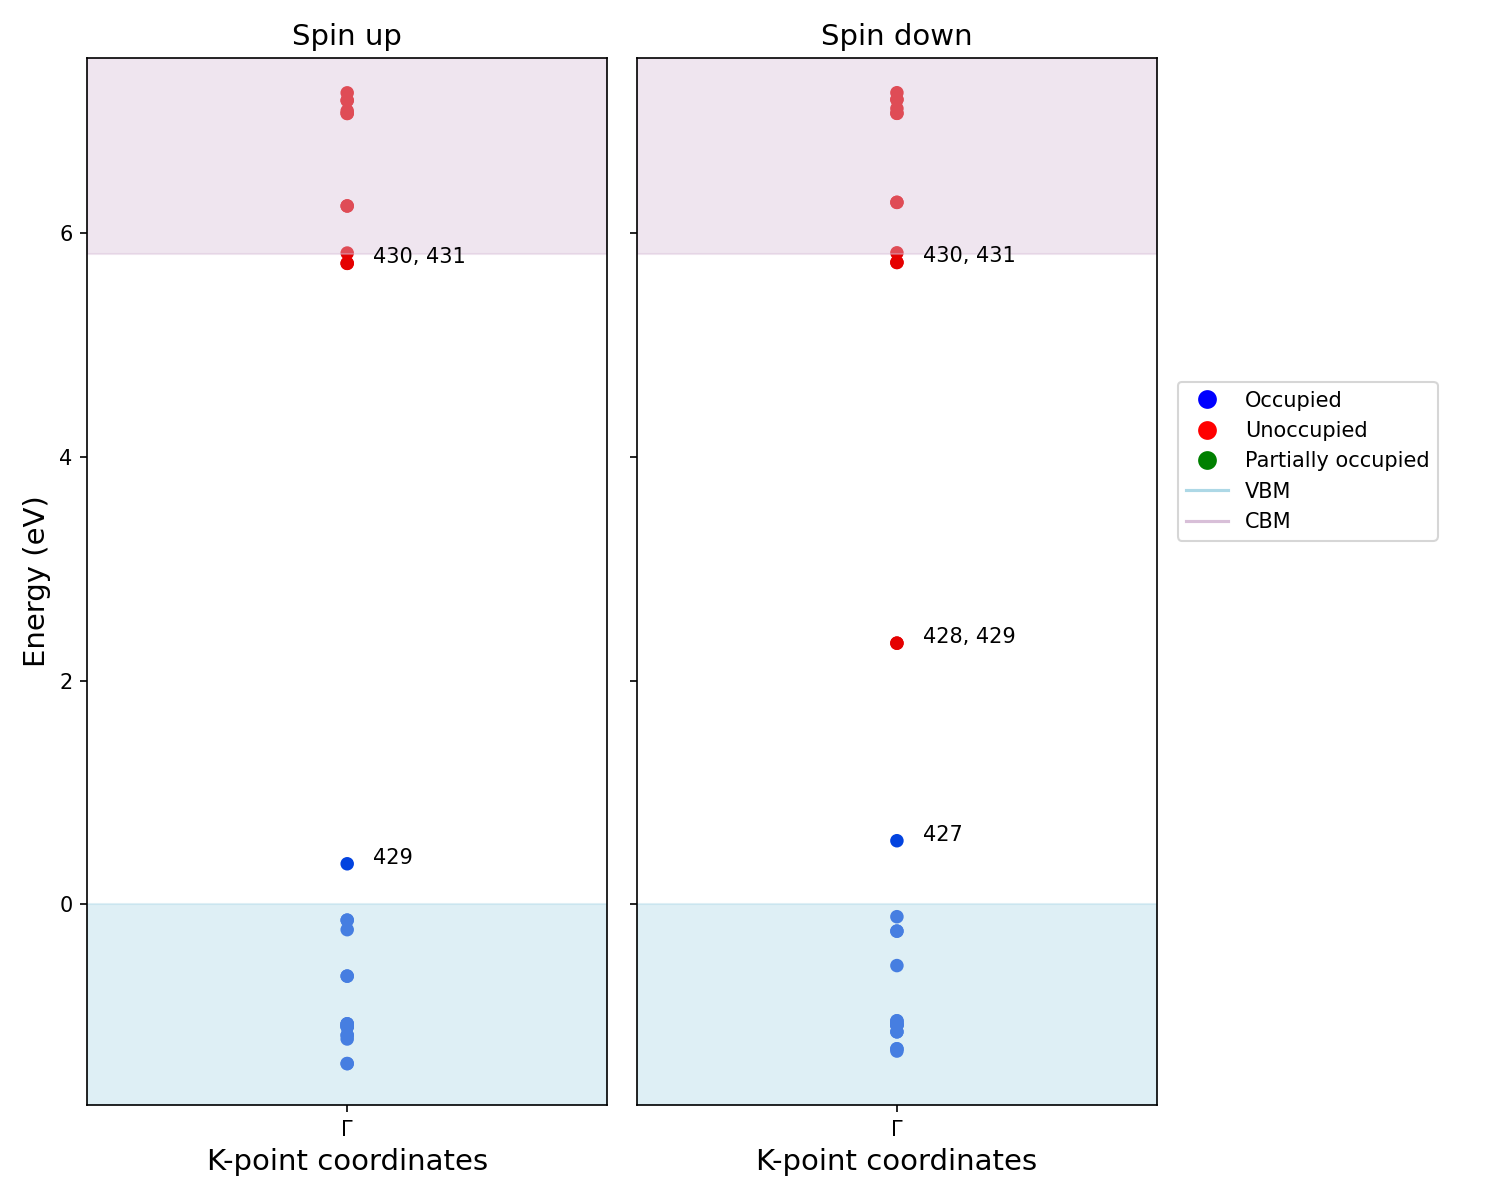 Spin up
Spin down
Energy (eV)
6
4
2
0
430, 431
429
430, 431
428, 429
427
Γ
Γ
K-point coordinates
K-point coordinates
Occupied
Unoccupied
Partially occupied
VBM
CBM